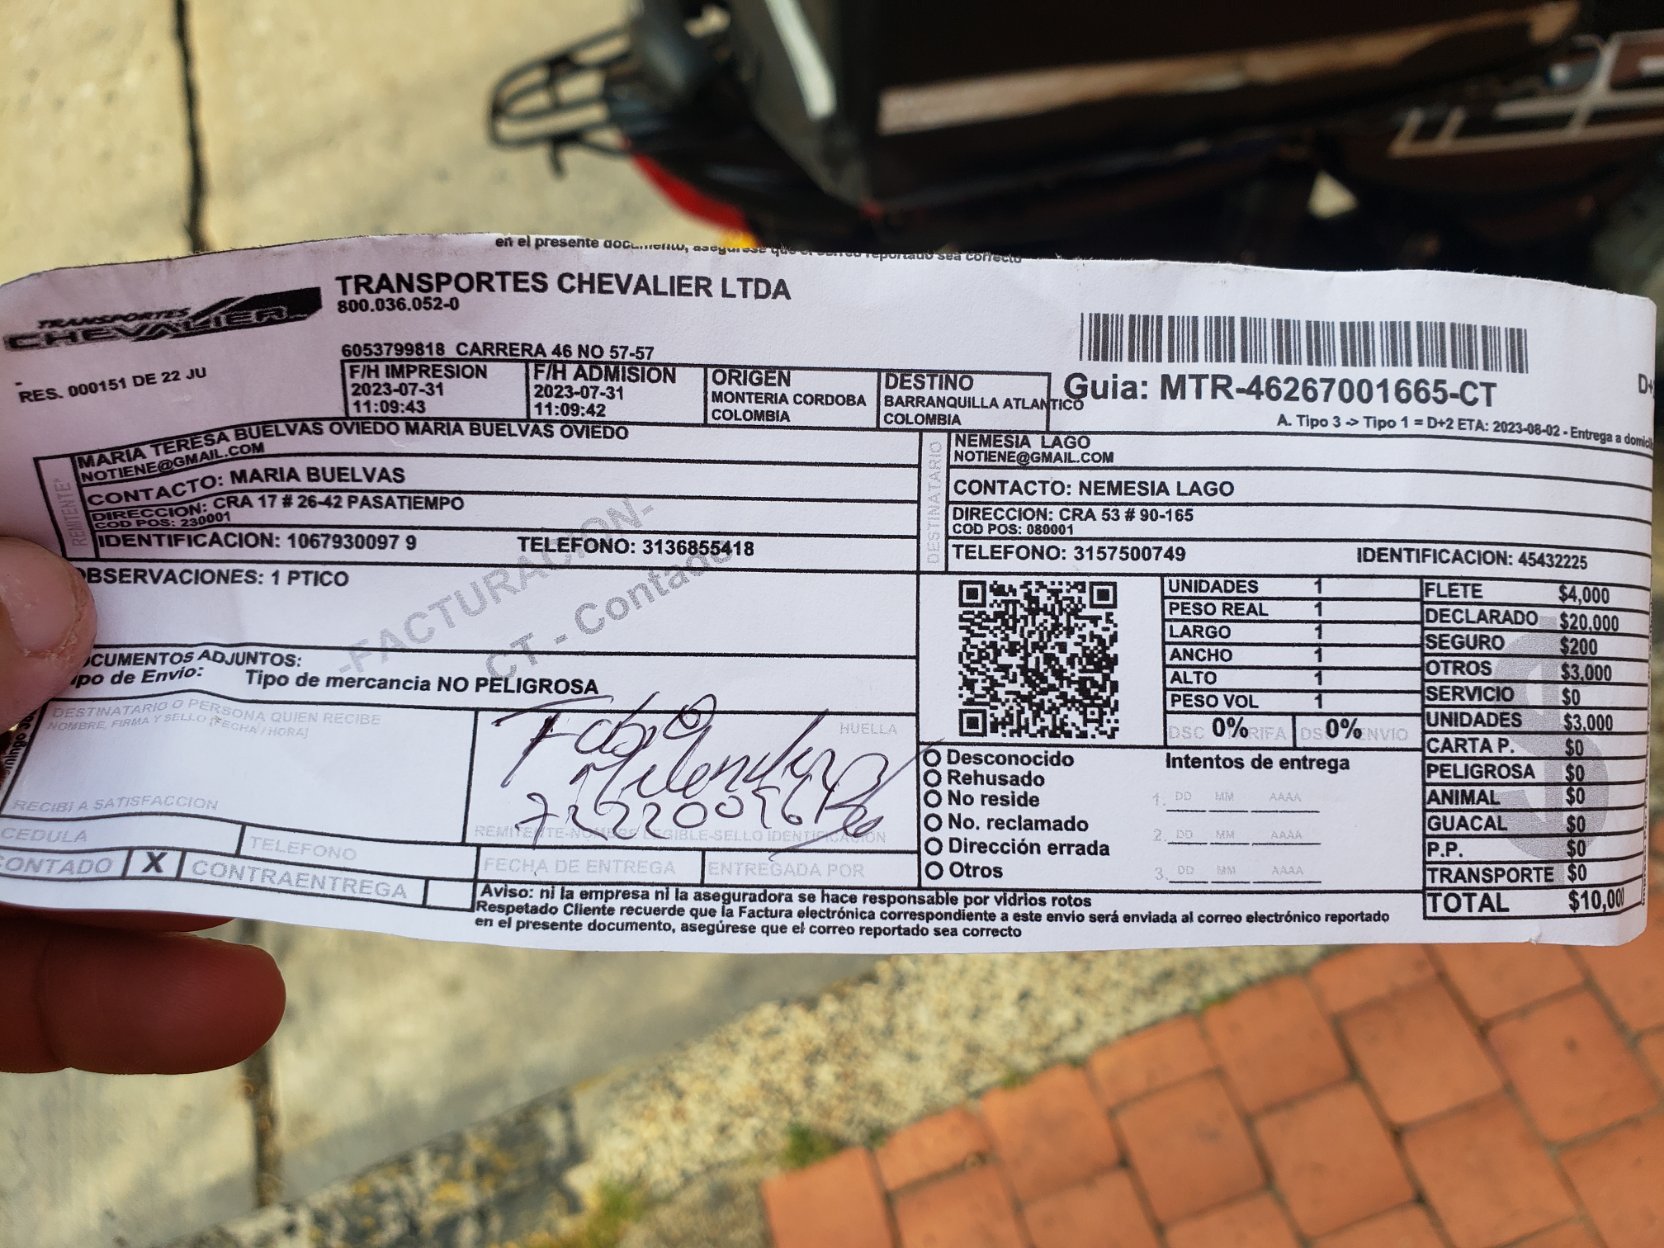 en el presente documento, asegúrese que el correo reportado sea correcto
TRANSPORTES CHEVALIER
TRANSPORTES CHEVALIER LTDA
800.036.052-0
RES. 000151 DE 22 JU
6053799818 CARRERA 46 NO 57-57
F/H IMPRESION
2023-07-31
11:09:43
F/H ADMISION
2023-07-31
11:09:42
ORIGEN
MONTERIA CORDOBA
COLOMBIA
DESTINO
BARRANQUILLA ATLANTICO
COLOMBIA
Guia: MTR-46267001665-CT
A. Tipo 3 -> Tipo 1 = D+2 ETA: 2023-08-02 - Entrega a domicili
REMITENTE*
MARIA TERESA BUELVAS OVIEDO MARIA BUELVAS OVIEDO
NOTIENE@GMAIL.COM
CONTACTO: MARIA BUELVAS
DIRECCION: CRA 17 # 26-42 PASATIEMPO
COD POS: 230001
IDENTIFICACION: 1067930097 9 TELEFONO: 3136855418
DESTINATARIO
NEMESIA LAGO
NOTIENE@GMAIL.COM
CONTACTO: NEMESIA LAGO
DIRECCION: CRA 53 # 90-165
COD POS: 080001
TELEFONO: 3157500749 IDENTIFICACION: 45432225
OBSERVACIONES: 1 PTICO
-FACTURACION-
CT - Contado
DOCUMENTOS ADJUNTOS:
Tipo de Envío: Tipo de mercancia NO PELIGROSA
DESTINATARIO O PERSONA QUIEN RECIBE
NOMBRE, FIRMA Y SELLO [FECHA / HORA]
RECIBI A SATISFACCION
HUELLA
REMITENTE-NOMBRE LEGIBLE-SELLO IDENTIFICACION
CEDULA
TELEFONO
CONTADO X CONTRAENTREGA
FECHA DE ENTREGA
ENTREGADA POR
UNIDADES 1
PESO REAL 1
LARGO 1
ANCHO 1
ALTO 1
PESO VOL 1
DSC TARIFA 0%
DSC ENVIO 0%
Desconocido
Rehusado
No reside
No. reclamado
Dirección errada
Otros
Intentos de entrega
1. DD MM AAAA
2. DD MM AAAA
3. DD MM AAAA
FLETE $4,000
DECLARADO $20,000
SEGURO $200
OTROS $3,000
SERVICIO $0
UNIDADES $3,000
CARTA P. $0
PELIGROSA $0
ANIMAL $0
GUACAL $0
P.P. $0
TRANSPORTE $0
TOTAL $10,00
Aviso: ni la empresa ni la aseguradora se hace responsable por vidrios rotos
Respetado Cliente recuerde que la Factura electrónica correspondiente a este envio será enviada al correo electrónico reportado
en el presente documento, asegúrese que el correo reportado sea correcto